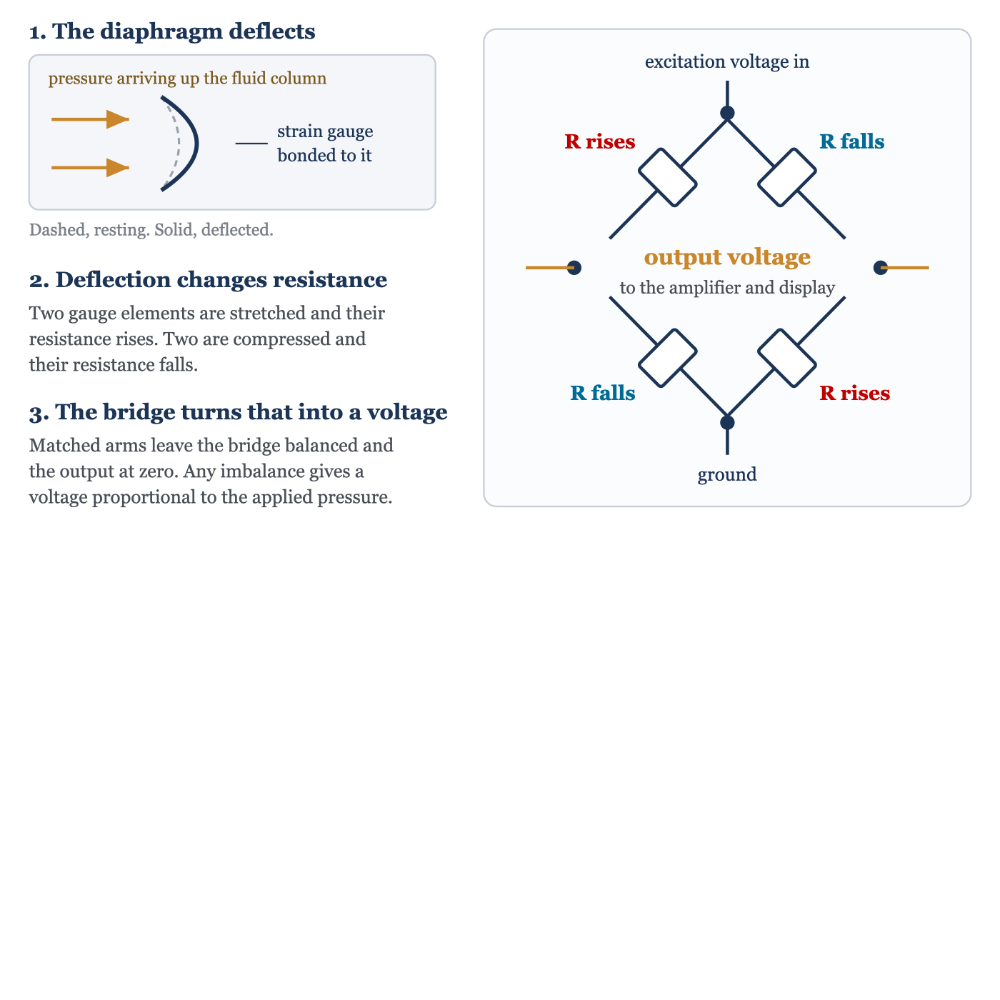 1. The diaphragm deflects
pressure arriving up the fluid column
strain gauge
bonded to it
Dashed, resting. Solid, deflected.
2. Deflection changes resistance
Two gauge elements are stretched and their
resistance rises. Two are compressed and
their resistance falls.
3. The bridge turns that into a voltage
Matched arms leave the bridge balanced and
the output at zero. Any imbalance gives a
voltage proportional to the applied pressure.
excitation voltage in
R rises
R falls
output voltage
to the amplifier and display
R falls
R rises
ground